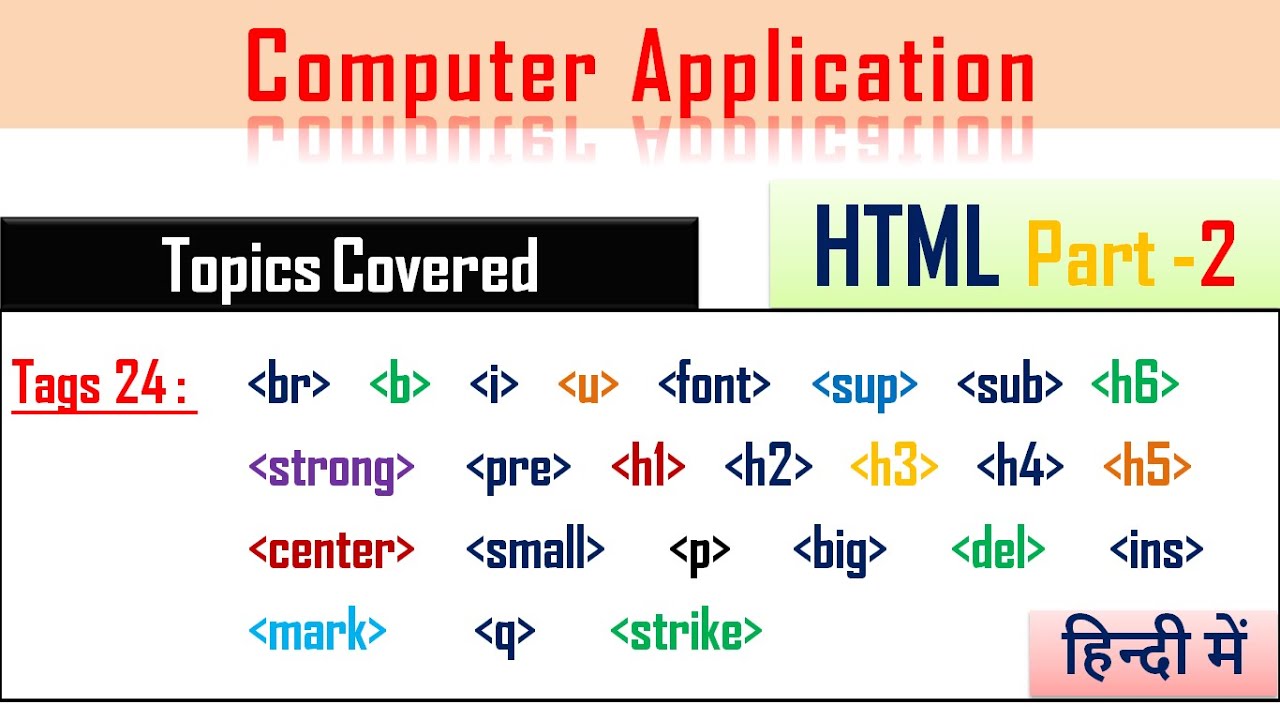 Computer Application
HTML Part -2
Topics Covered
Tags 24 : <br> <b> <i> <u> <font> <sup> <sub> <h6>
<strong> <pre> <h1> <h2> <h3> <h4> <h5>
<center> <small> <p> <big> <del> <ins>
<mark> <q> <strike>
हिन्दी में